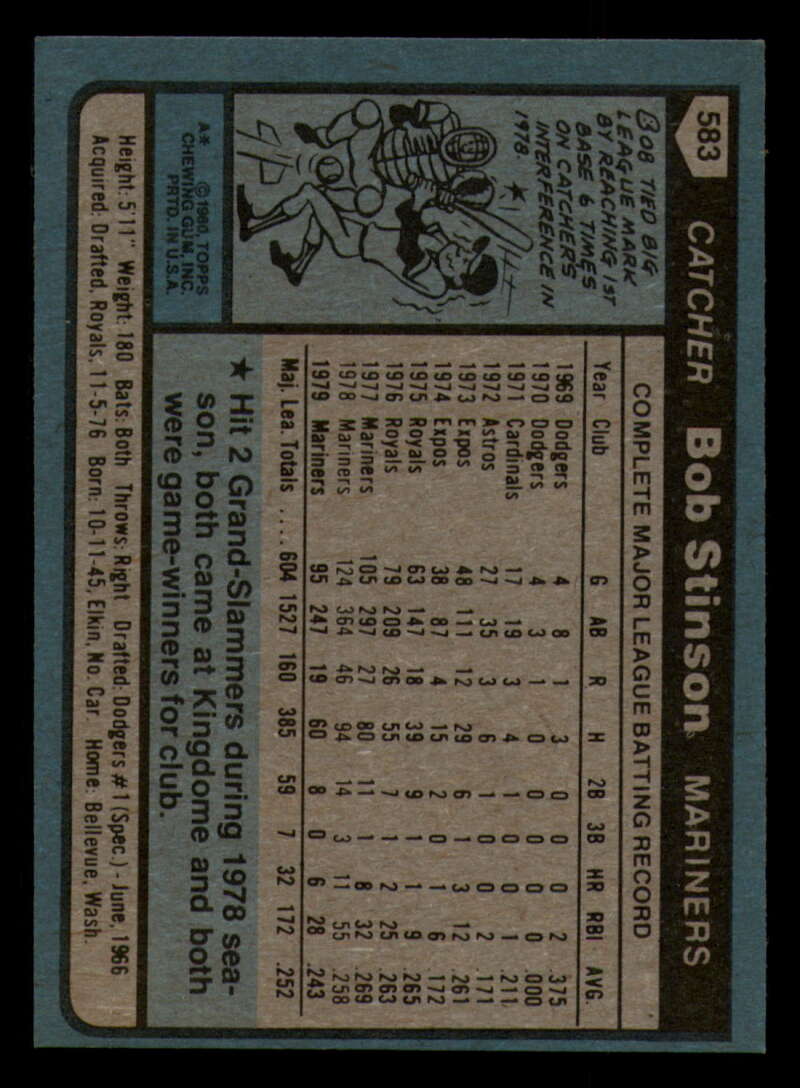 583
CATCHER Bob Stinson MARINERS
BOB TIED BIG
LEAGUE MARK
BY REACHING 1ST
BASE 6 TIMES
ON CATCHER'S
INTERFERENCE IN
1978.
A* © 1980, TOPPS
CHEWING GUM, INC.
PRTD. IN U.S.A.
COMPLETE MAJOR LEAGUE BATTING RECORD
Year Club G AB R H 2B 3B HR RBI AVG.
1969 Dodgers 4 8 1 3 0 0 0 2 .375
1970 Dodgers 4 3 1 0 0 0 0 0 .000
1971 Cardinals 17 19 3 4 1 0 0 1 .211
1972 Astros 27 35 3 6 1 0 0 2 .171
1973 Expos 48 111 12 29 6 1 3 12 .261
1974 Expos 38 87 4 15 2 0 1 6 .172
1975 Royals 63 147 18 39 9 1 1 9 .265
1976 Royals 79 209 26 55 7 1 2 25 .263
1977 Mariners 105 297 27 80 11 1 8 32 .269
1978 Mariners 124 364 46 94 14 3 11 55 .258
1979 Mariners 95 247 19 60 8 0 6 28 .243
Maj. Lea. Totals .... 604 1527 160 385 59 7 32 172 .252
★ Hit 2 Grand-Slammers during 1978 sea-
son, both came at Kingdome and both
were game-winners for club.
Height: 5'11" Weight: 180 Bats: Both Throws: Right Drafted: Dodgers #1 (Spec.) - June, 1966
Acquired: Drafted, Royals, 11-5-76 Born: 10-11-45, Elkin, No. Car Home: Bellevue, Wash.